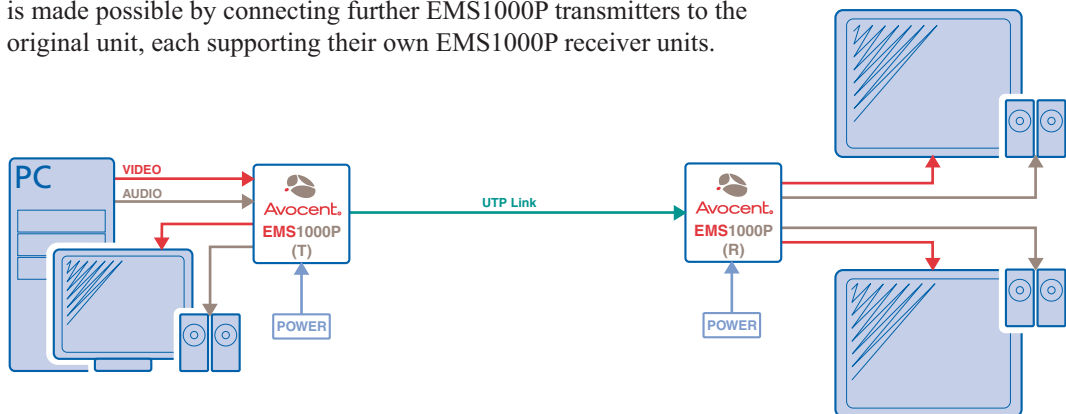 is made possible by connecting further EMS1000P transmitters to the
original unit, each supporting their own EMS1000P receiver units.
PC
VIDEO
AUDIO
Avocent.
EMS1000P
(T)
POWER
UTP Link
Avocent.
EMS1000P
(R)
POWER